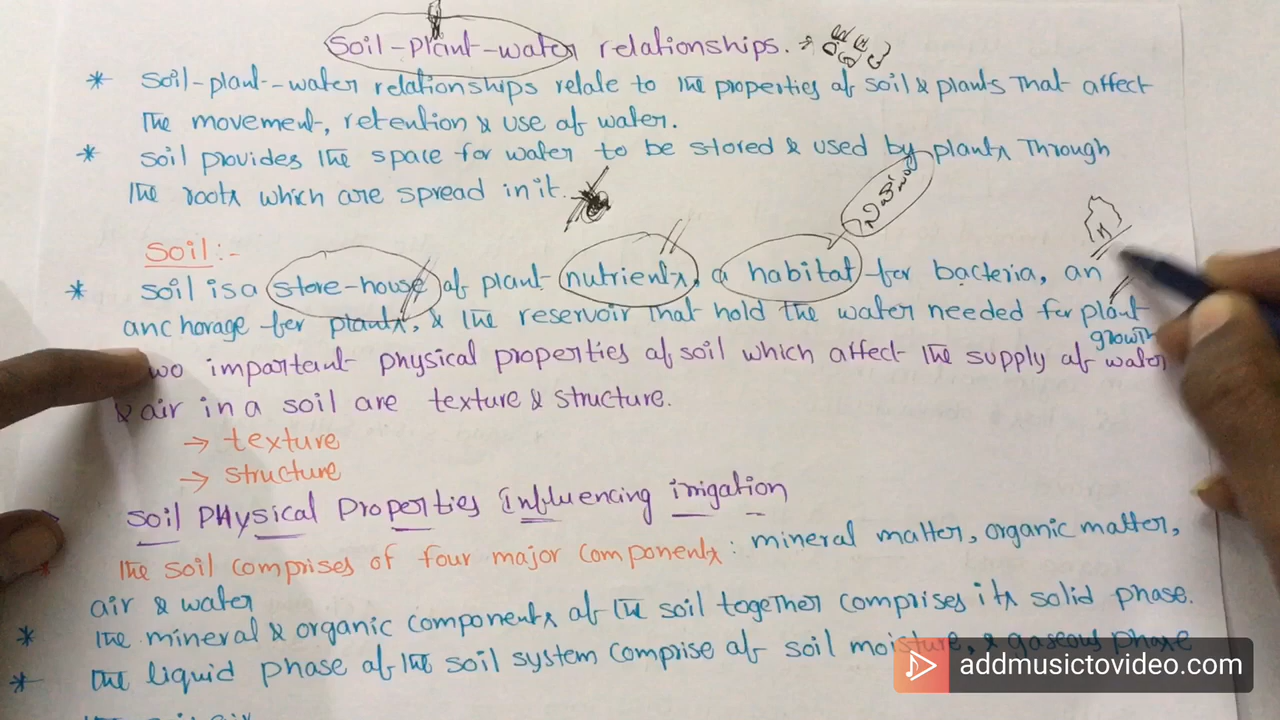 Soil-plant-water relationships.
* Soil-plant-water relationships relate to the properties of soil & plants that affect
the movement, retention & use of water.
* soil provides the space for water to be stored & used by plants through
the roots which are spread in it.
Soil:-
* soil is a store-house of plant nutrients, a habitat for bacteria, an
anchorage for plants, & the reservoir that hold the water needed for plant
growth
wo important physical properties of soil which affect the supply of water
& air in a soil are texture & structure.
→ texture
→ structure
Soil Physical Properties influencing irrigation
The soil comprises of four major components: mineral matter, organic matter,
air & water
* The mineral & organic components of the soil together comprises its solid phase.
* The liquid phase of the soil system comprise of soil moisture, & gaseous phase
addmusictovideo.com